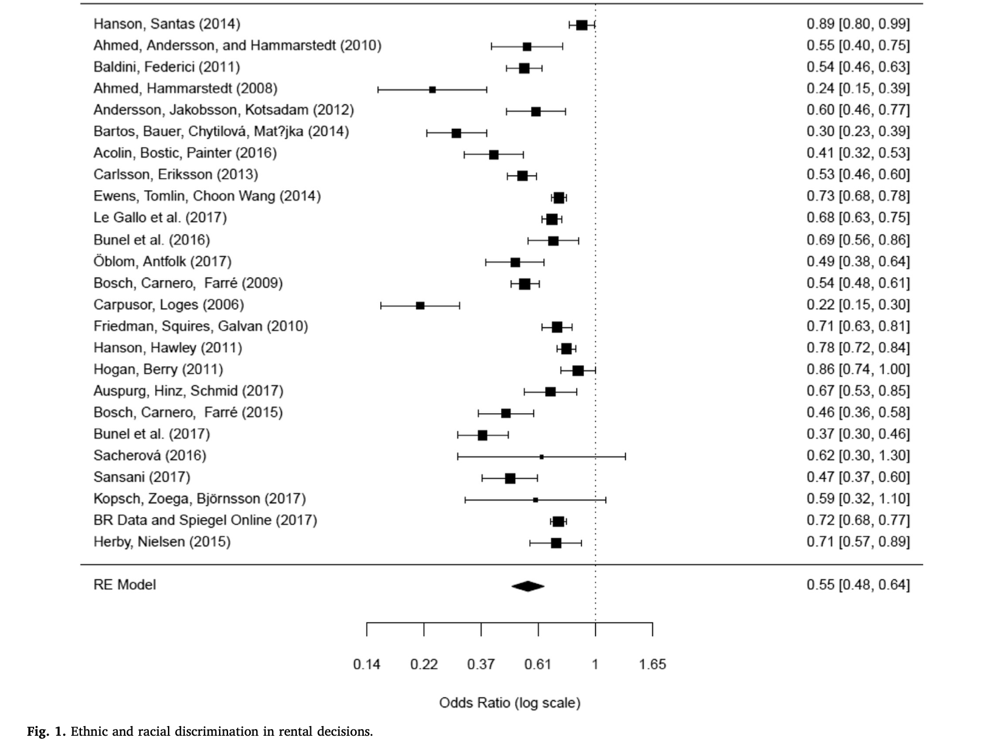 Hanson, Santas (2014) 0.89 [0.80, 0.99]
Ahmed, Andersson, and Hammarstedt (2010) 0.55 [0.40, 0.75]
Baldini, Federici (2011) 0.54 [0.46, 0.63]
Ahmed, Hammarstedt (2008) 0.24 [0.15, 0.39]
Andersson, Jakobsson, Kotsadam (2012) 0.60 [0.46, 0.77]
Bartos, Bauer, Chytilová, Mat?jka (2014) 0.30 [0.23, 0.39]
Acolin, Bostic, Painter (2016) 0.41 [0.32, 0.53]
Carlsson, Eriksson (2013) 0.53 [0.46, 0.60]
Ewens, Tomlin, Choon Wang (2014) 0.73 [0.68, 0.78]
Le Gallo et al. (2017) 0.68 [0.63, 0.75]
Bunel et al. (2016) 0.69 [0.56, 0.86]
Öblom, Antfolk (2017) 0.49 [0.38, 0.64]
Bosch, Carnero, Farré (2009) 0.54 [0.48, 0.61]
Carpusor, Loges (2006) 0.22 [0.15, 0.30]
Friedman, Squires, Galvan (2010) 0.71 [0.63, 0.81]
Hanson, Hawley (2011) 0.78 [0.72, 0.84]
Hogan, Berry (2011) 0.86 [0.74, 1.00]
Auspurg, Hinz, Schmid (2017) 0.67 [0.53, 0.85]
Bosch, Carnero, Farré (2015) 0.46 [0.36, 0.58]
Bunel et al. (2017) 0.37 [0.30, 0.46]
Sacherová (2016) 0.62 [0.30, 1.30]
Sansani (2017) 0.47 [0.37, 0.60]
Kopsch, Zoega, Björnsson (2017) 0.59 [0.32, 1.10]
BR Data and Spiegel Online (2017) 0.72 [0.68, 0.77]
Herby, Nielsen (2015) 0.71 [0.57, 0.89]
RE Model 0.55 [0.48, 0.64]
0.14 0.22 0.37 0.61 1 1.65
Odds Ratio (log scale)
Fig. 1. Ethnic and racial discrimination in rental decisions.